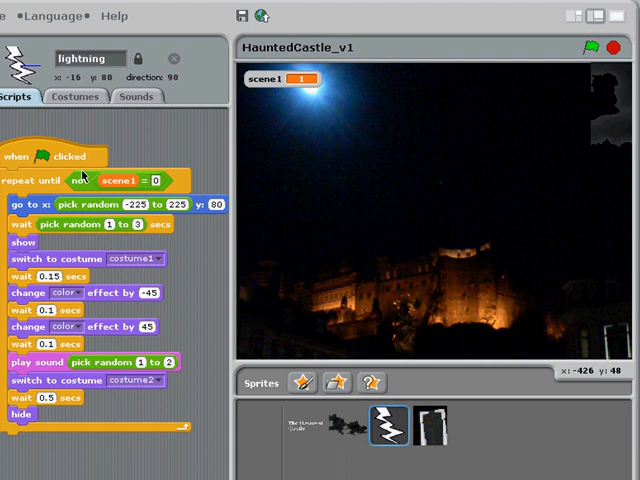 e •Language• Help
lightning
x: -16 y: 80 direction: 90
Scripts Costumes Sounds
when clicked
repeat until not scene1 = 0
go to x: pick random -225 to 225 y: 80
wait pick random 1 to 3 secs
show
switch to costume costume1
wait 0.15 secs
change color effect by -45
wait 0.1 secs
change color effect by 45
wait 0.1 secs
play sound pick random 1 to 2
switch to costume costume2
wait 0.5 secs
hide
HauntedCastle_v1
scene1 1
x: -426 y: 48
Sprites
The Haunted
Castle